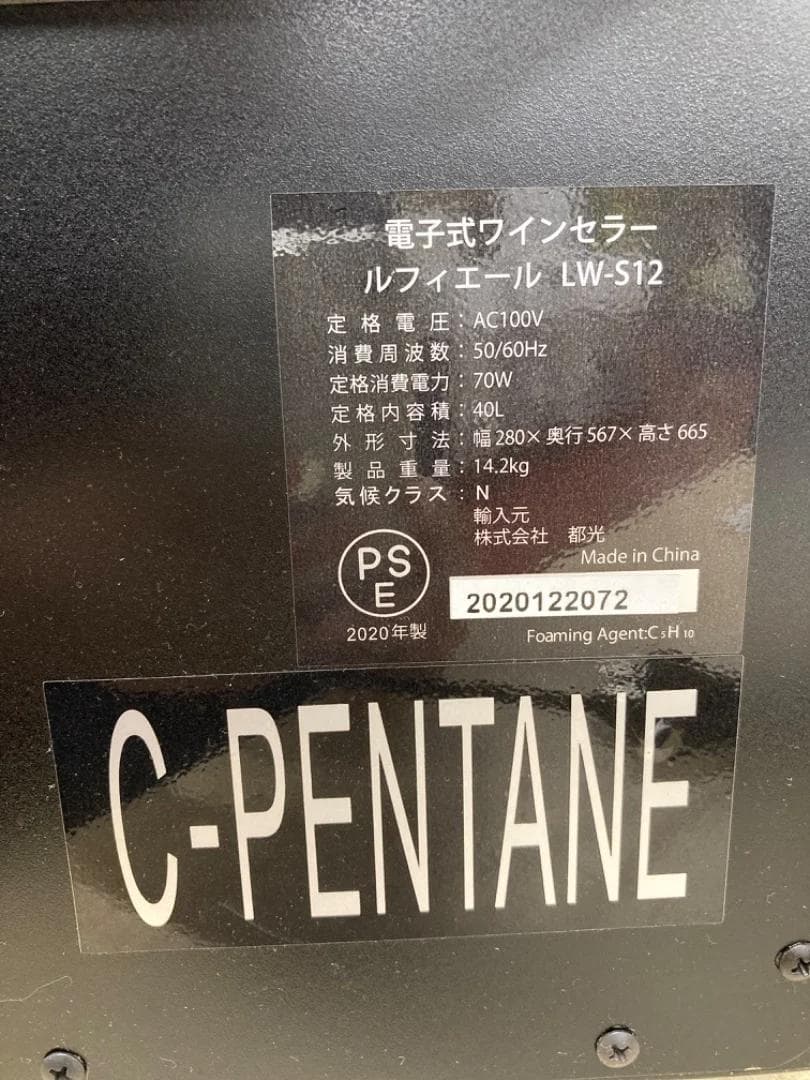 電子式ワインセラー
ルフィエール LW-S12
定格電圧：AC100V
消費周波数：50/60Hz
定格消費電力：70W
定格内容積：40L
外形寸法：幅280×奥行567×高さ665
製品重量：14.2kg
気候クラス：N
輸入元
株式会社 都光
Made in China
PS
E
2020122072
2020年製
Foaming Agent:C₅H₁₀
C-PENTANE